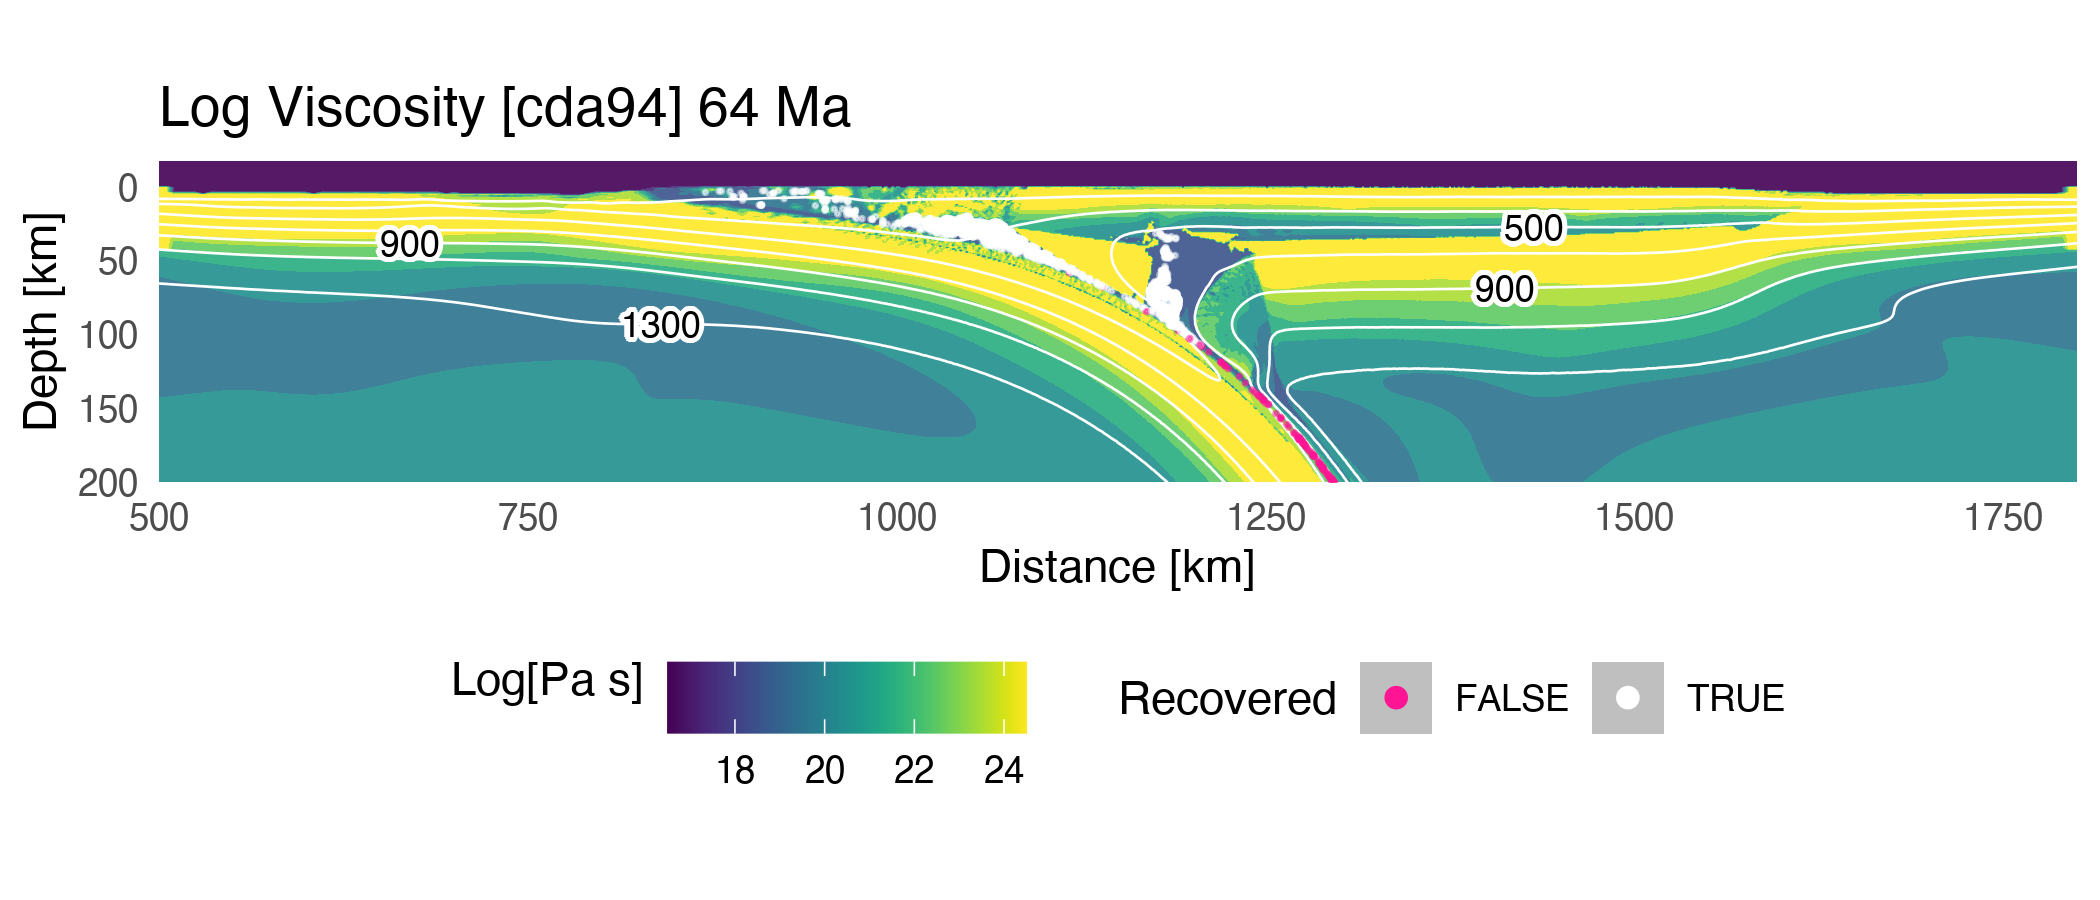 Log Viscosity [cda94] 64 Ma
Depth [km]
0
50
100
150
200
500
900
900
1300
500 750 1000 1250 1500 1750
Distance [km]
Log[Pa s]
18 20 22 24
Recovered FALSE TRUE